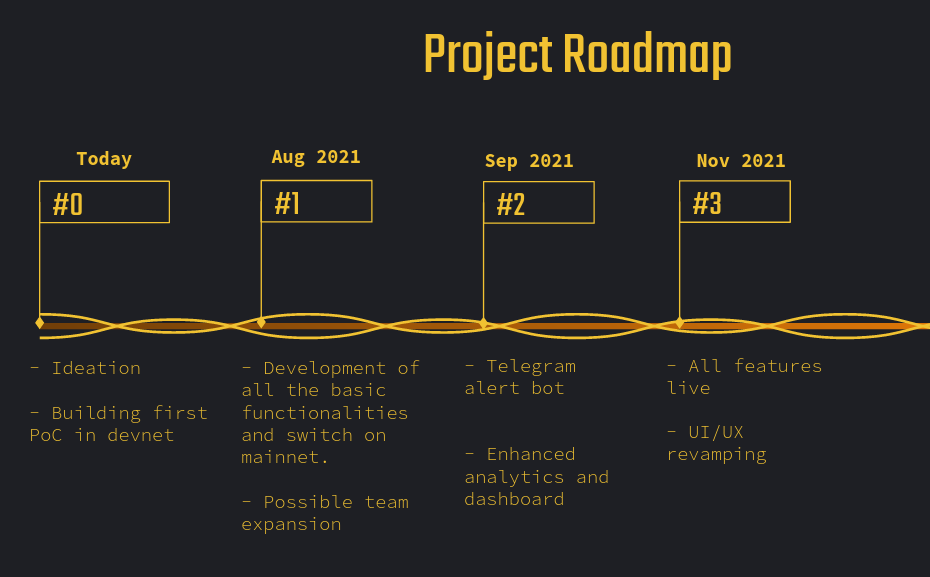 Project Roadmap
Today
#0
- Ideation
- Building first
PoC in devnet
Aug 2021
#1
- Development of
all the basic
functionalities
and switch on
mainnet.
- Possible team
expansion
Sep 2021
#2
- Telegram
alert bot
- Enhanced
analytics and
dashboard
Nov 2021
#3
- All features
live
- UI/UX
revamping